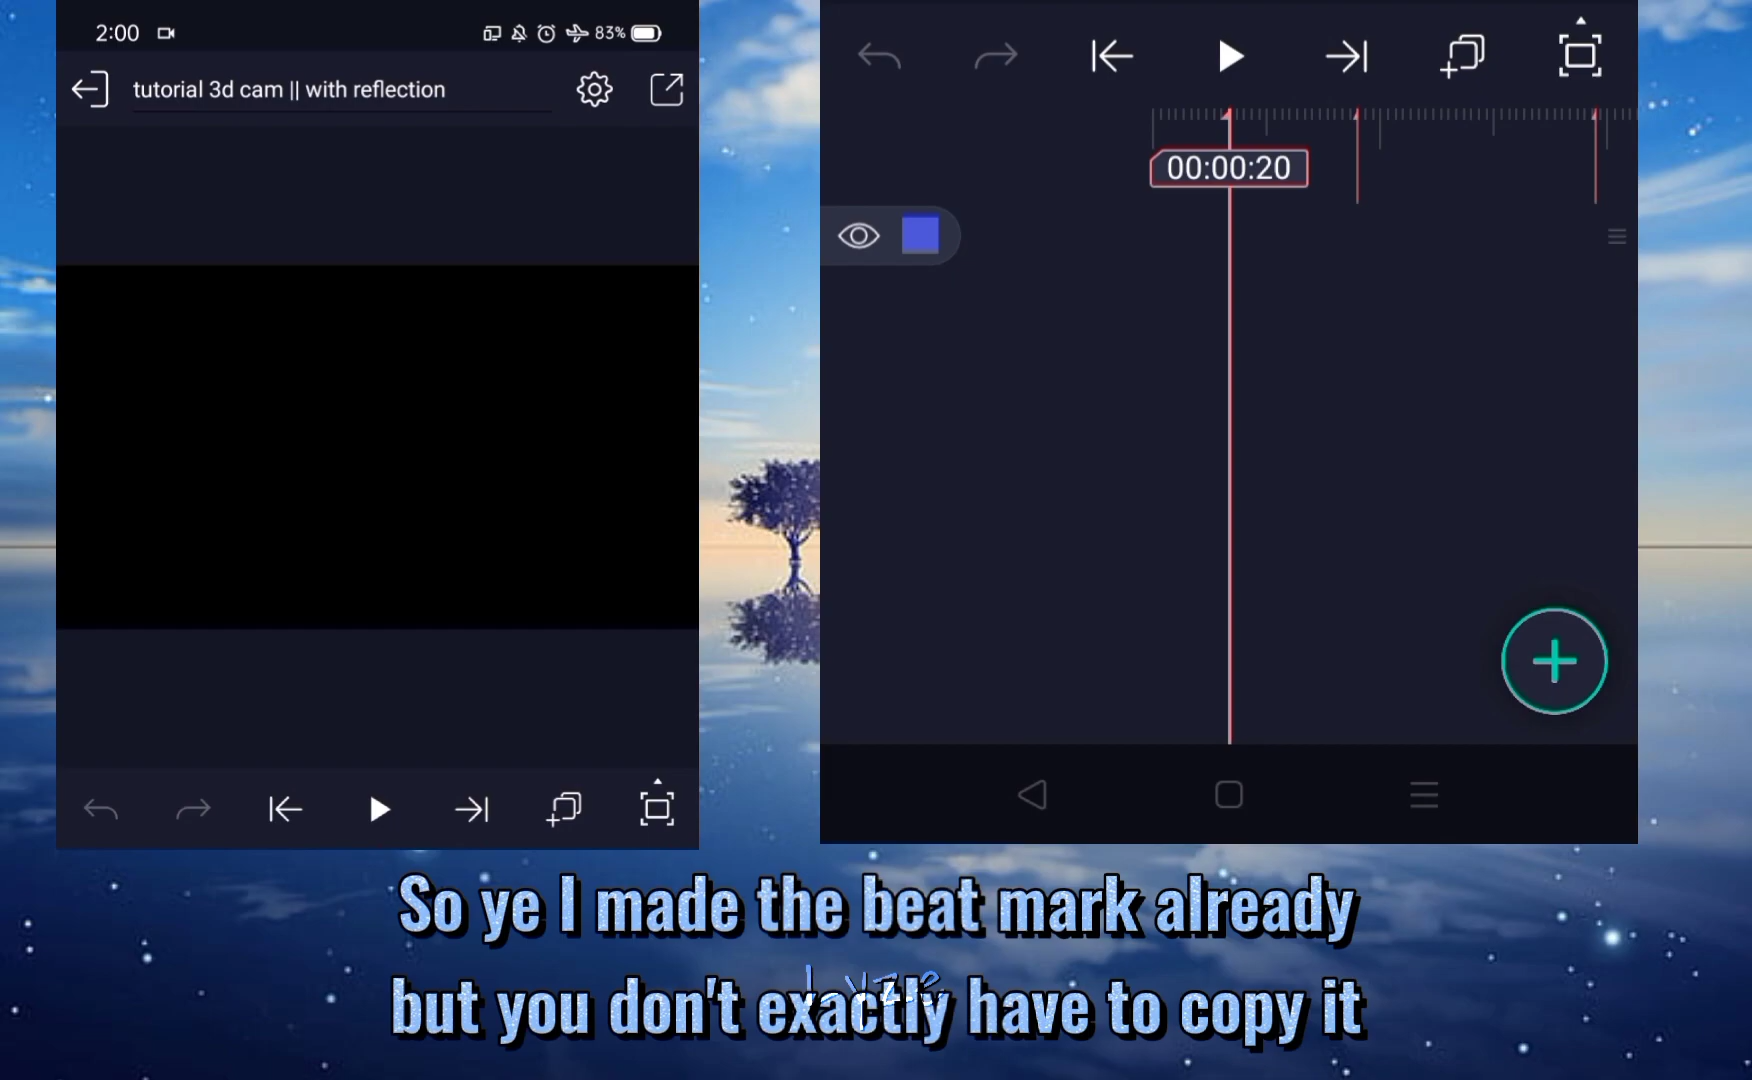 2:00
83%
tutorial 3d cam || with reflection
00:00:20
So ye I made the beat mark already
but you don't exactly have to copy it